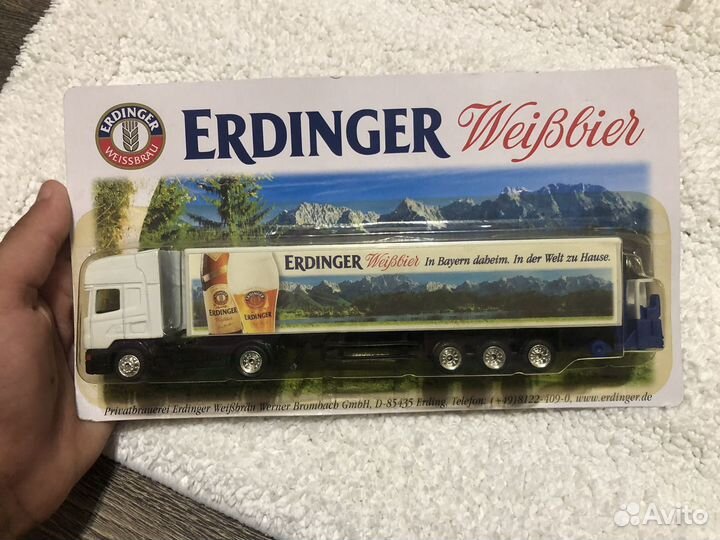 ERDINGER
WEISSBRÄU
ERDINGER Weißbier
ERDINGER Weißbier In Bayern daheim. In der Welt zu Hause.
ERDINGER
Weißbier
ERDINGER
Privatbrauerei Erdinger Weißbräu Werner Brombach GmbH, D-85435 Erding, Telefon: (+49)8122-409-0, www.erdinger.de
Avito